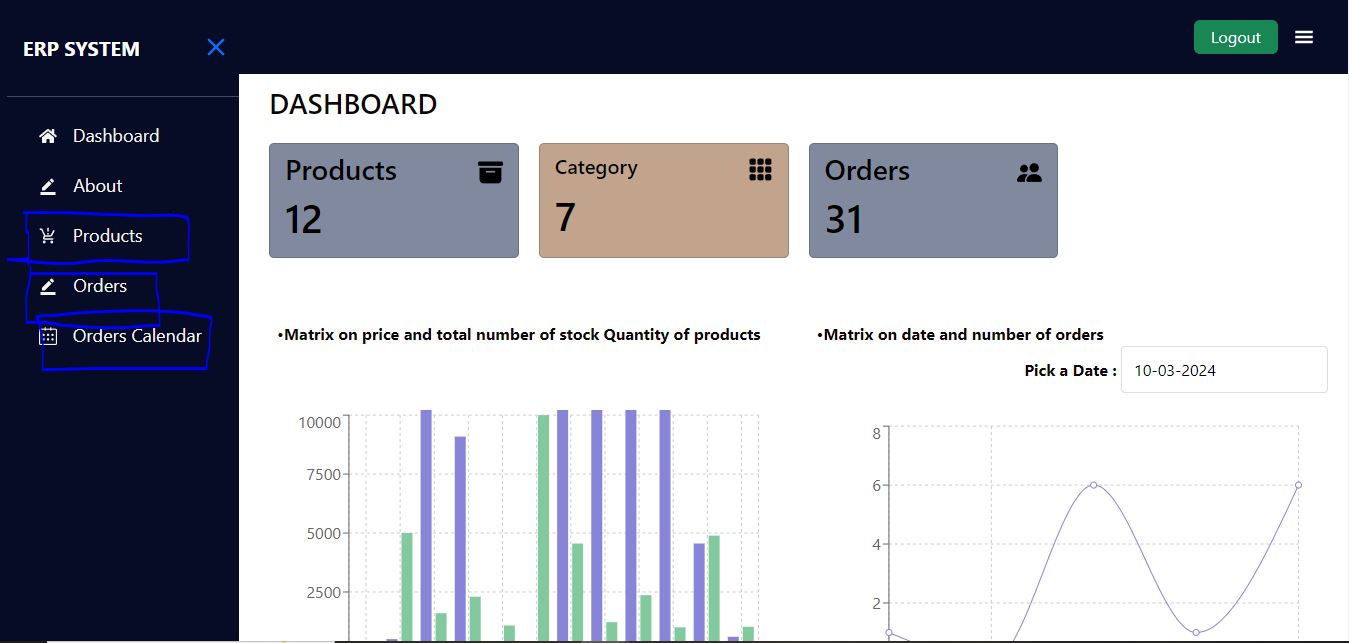 ERP SYSTEM
Logout
Dashboard
About
Products
Orders
Orders Calendar
DASHBOARD
Products
12
Category
7
Orders
31
•Matrix on price and total number of stock Quantity of products
10000
7500
5000
2500
•Matrix on date and number of orders
Pick a Date : 10-03-2024
8
6
4
2